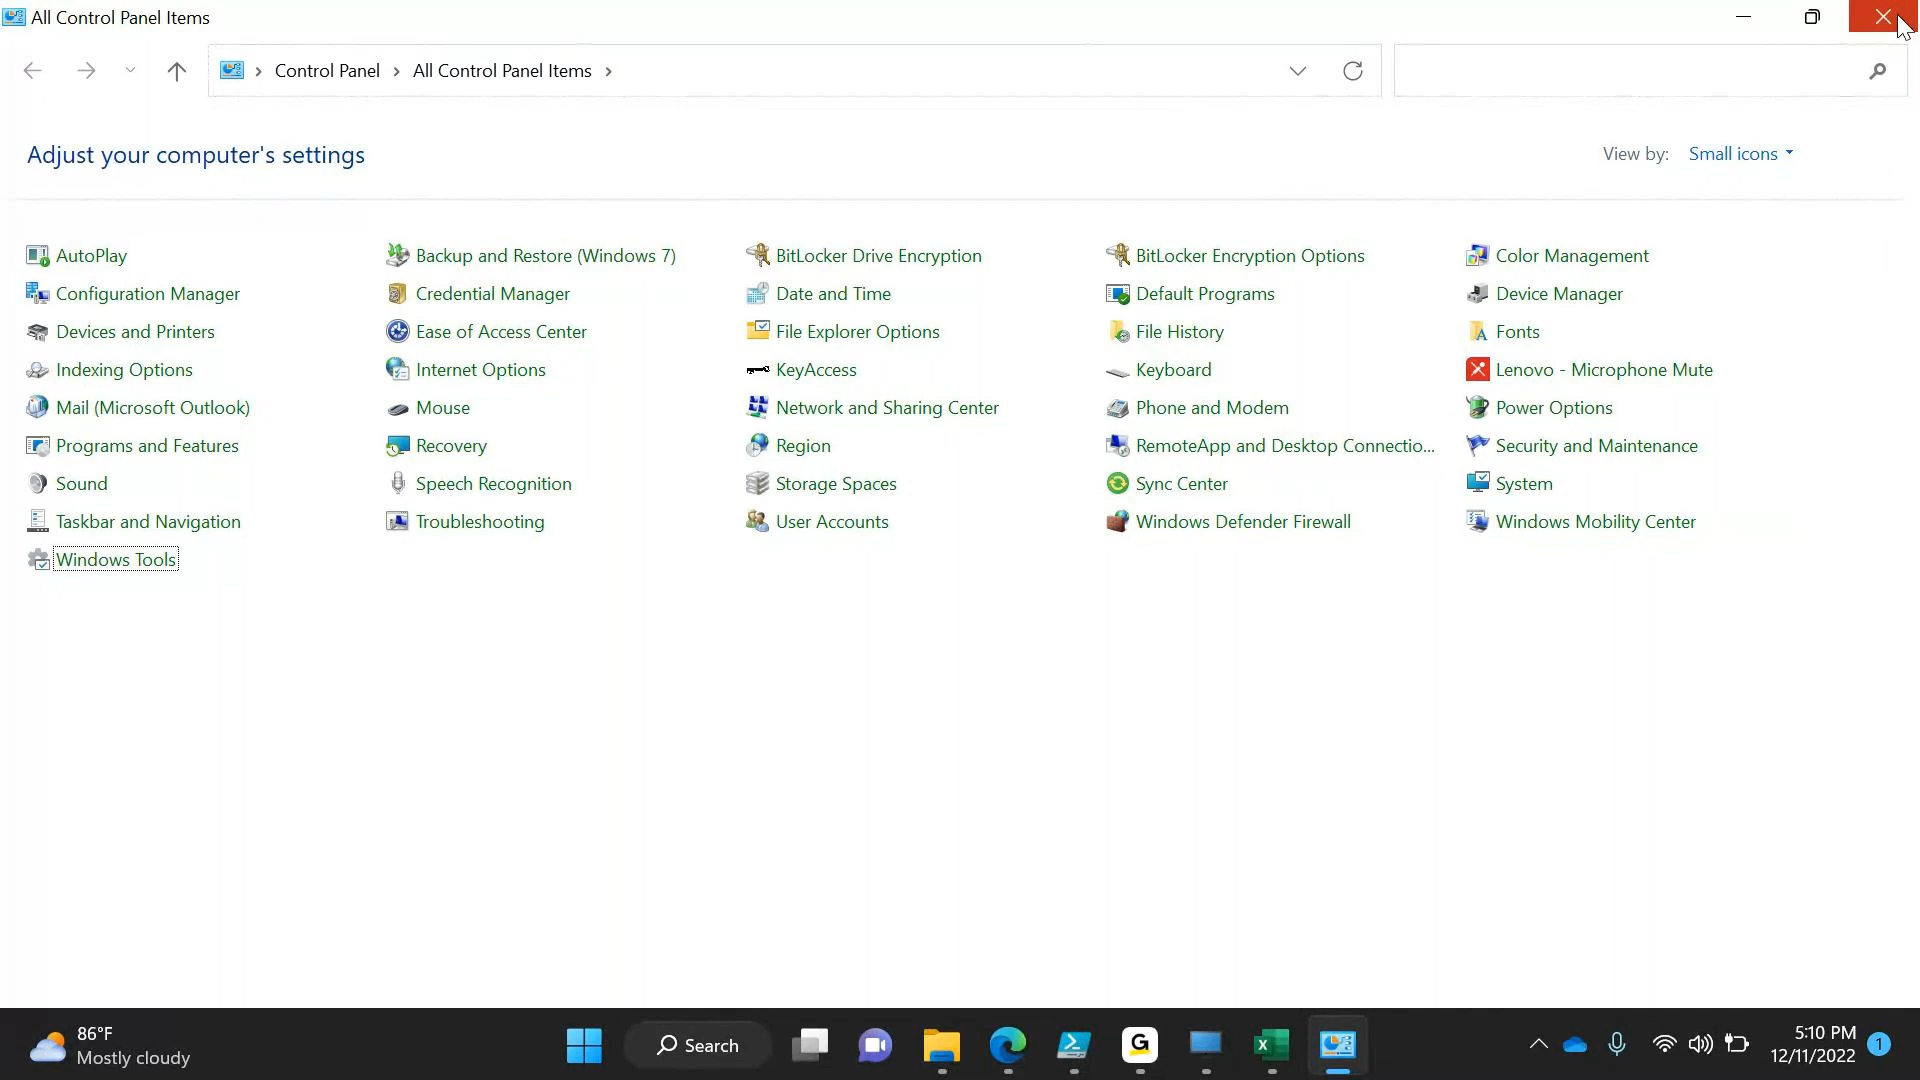 All Control Panel Items
Control Panel > All Control Panel Items >
Adjust your computer's settings
View by: Small icons
AutoPlay
Backup and Restore (Windows 7)
BitLocker Drive Encryption
BitLocker Encryption Options
Color Management
Configuration Manager
Credential Manager
Date and Time
Default Programs
Device Manager
Devices and Printers
Ease of Access Center
File Explorer Options
File History
Fonts
Indexing Options
Internet Options
KeyAccess
Keyboard
Lenovo - Microphone Mute
Mail (Microsoft Outlook)
Mouse
Network and Sharing Center
Phone and Modem
Power Options
Programs and Features
Recovery
Region
RemoteApp and Desktop Connectio...
Security and Maintenance
Sound
Speech Recognition
Storage Spaces
Sync Center
System
Taskbar and Navigation
Troubleshooting
User Accounts
Windows Defender Firewall
Windows Mobility Center
Windows Tools
86°F
Mostly cloudy
Search
G
5:10 PM
12/11/2022
1